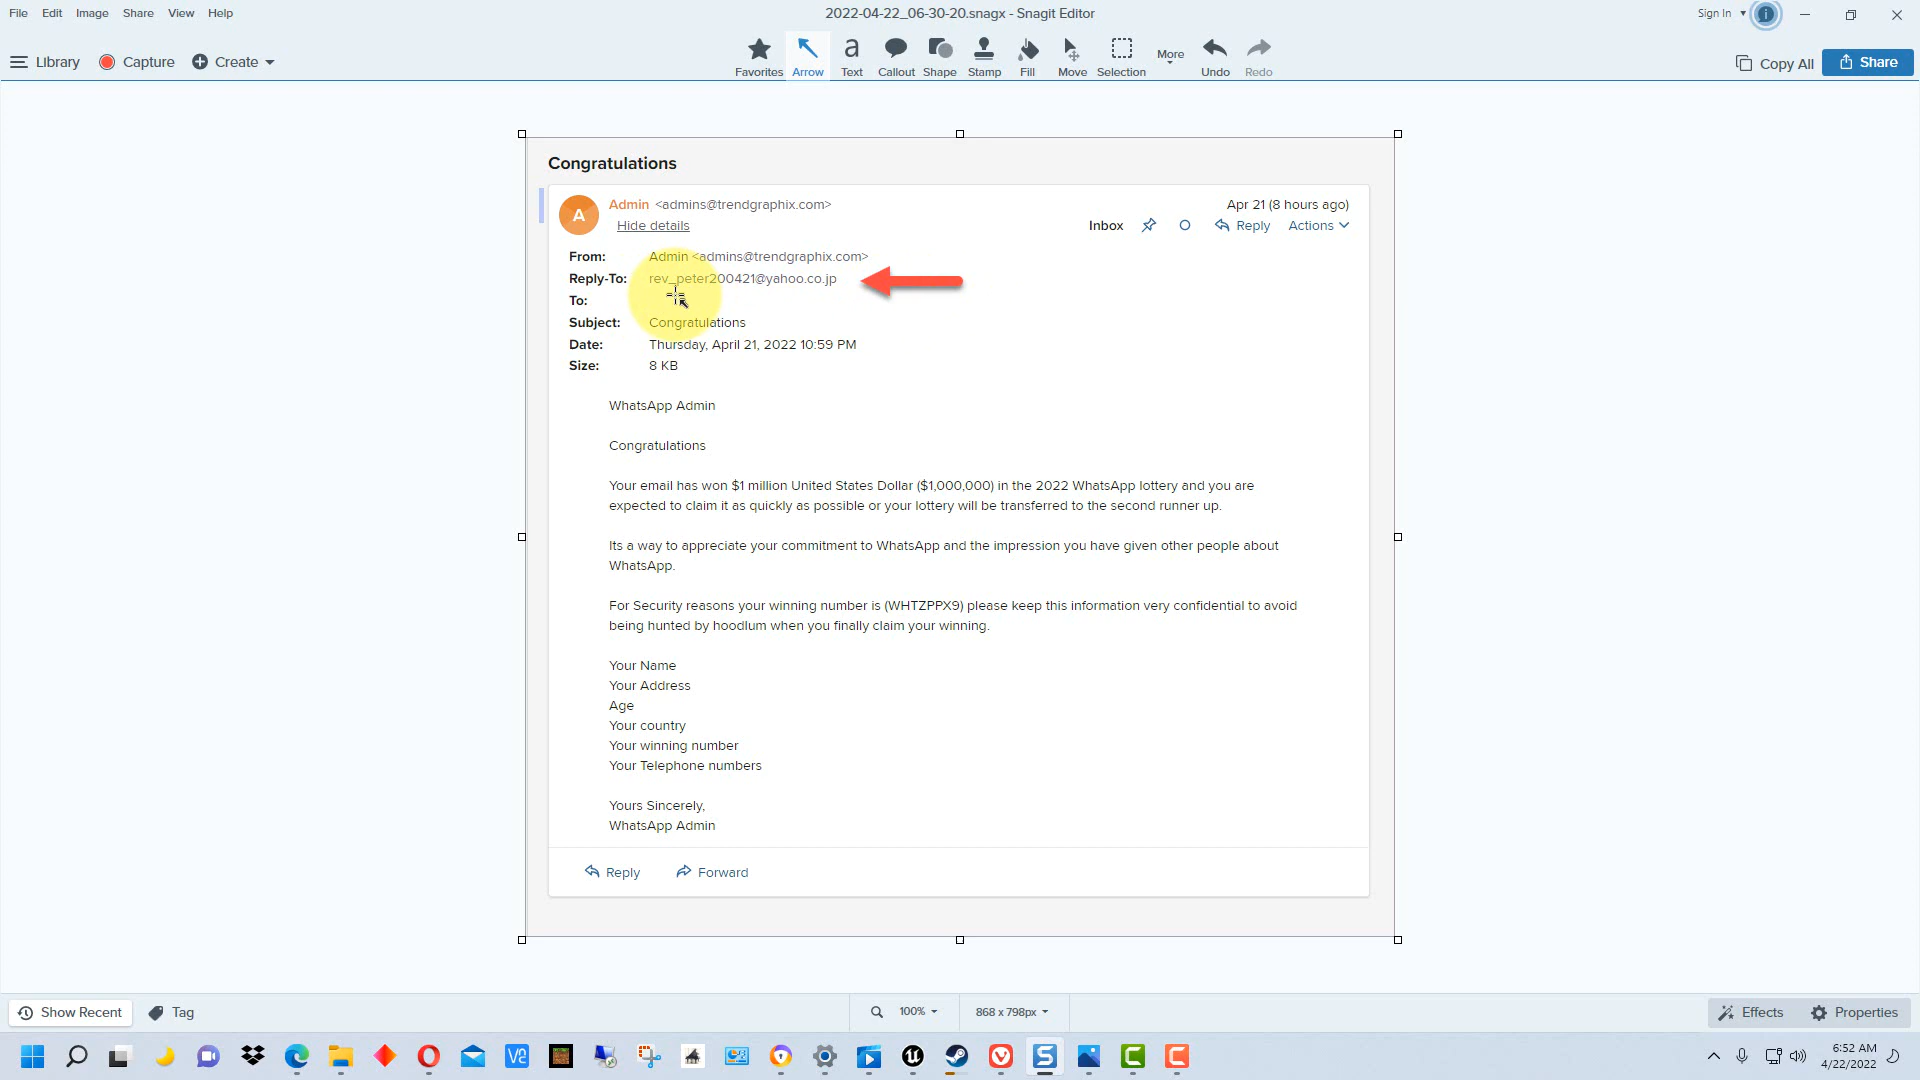 File Edit Image Share View Help
2022-04-22_06-30-20.snagx - Snagit Editor
Sign In
Library Capture Create
Favorites Arrow Text Callout Shape Stamp Fill Move Selection More Undo Redo
Copy All Share
Congratulations
A
Admin <admins@trendgraphix.com>
Apr 21 (8 hours ago)
Hide details
Inbox Reply Actions
From: Admin <admins@trendgraphix.com>
Reply-To: rev_peter200421@yahoo.co.jp
To:
Subject: Congratulations
Date: Thursday, April 21, 2022 10:59 PM
Size: 8 KB
WhatsApp Admin
Congratulations
Your email has won $1 million United States Dollar ($1,000,000) in the 2022 WhatsApp lottery and you are
expected to claim it as quickly as possible or your lottery will be transferred to the second runner up.
Its a way to appreciate your commitment to WhatsApp and the impression you have given other people about
WhatsApp.
For Security reasons your winning number is (WHTZPPX9) please keep this information very confidential to avoid
being hunted by hoodlum when you finally claim your winning.
Your Name
Your Address
Age
Your country
Your winning number
Your Telephone numbers
Yours Sincerely,
WhatsApp Admin
Reply Forward
Show Recent Tag
100% 868 x 798px
Effects Properties
6:52 AM
4/22/2022